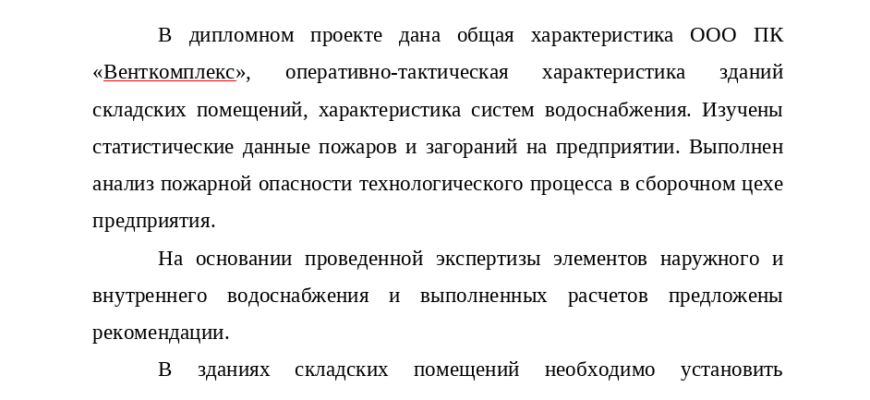 В дипломном проекте дана общая характеристика ООО ПК
«Венткомплекс», оперативно-тактическая характеристика зданий
складских помещений, характеристика систем водоснабжения. Изучены
статистические данные пожаров и загораний на предприятии. Выполнен
анализ пожарной опасности технологического процесса в сборочном цехе
предприятия.
На основании проведенной экспертизы элементов наружного и
внутреннего водоснабжения и выполненных расчетов предложены
рекомендации.
В зданиях складских помещений необходимо установить